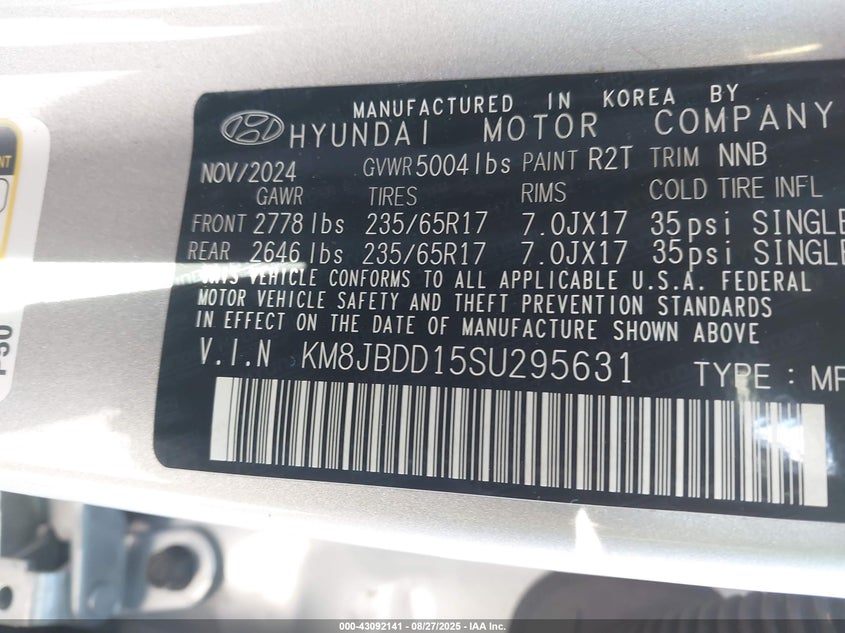 MANUFACTURED IN KOREA BY
HYUNDAI MOTOR COMPANY
NOV/2024 GVWR 5004 lbs PAINT R2T TRIM NNB
GAWR TIRES RIMS COLD TIRE INFL
FRONT 2778 lbs 235/65R17 7.0JX17 35psi SINGLE
REAR 2646 lbs 235/65R17 7.0JX17 35psi SINGLE
THIS VEHICLE CONFORMS TO ALL APPLICABLE U.S.A. FEDERAL
MOTOR VEHICLE SAFETY AND THEFT PREVENTION STANDARDS
IN EFFECT ON THE DATE OF MANUFACTURE SHOWN ABOVE
V.I.N KM8JBDD15SU295631 TYPE : MP
000-43092141 - 08/27/2025 - IAA Inc.